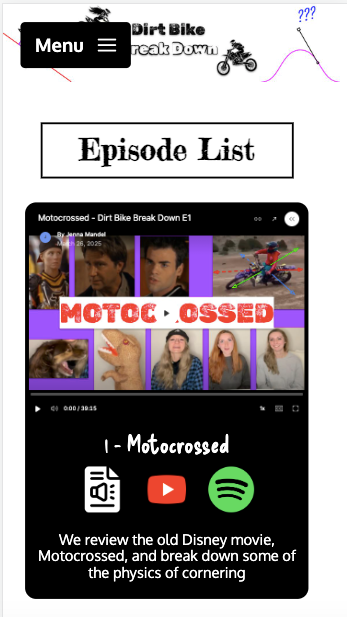 ???
Dirt Bike
Menu
Break Down
Episode List
Motocrossed - Dirt Bike Break Down E1
By Jenna Mandel
March 26, 2025
MOTOCROSSED
0:00 / 39:15
1x
1 - Motocrossed
We review the old Disney movie,
Motocrossed, and break down some of
the physics of cornering